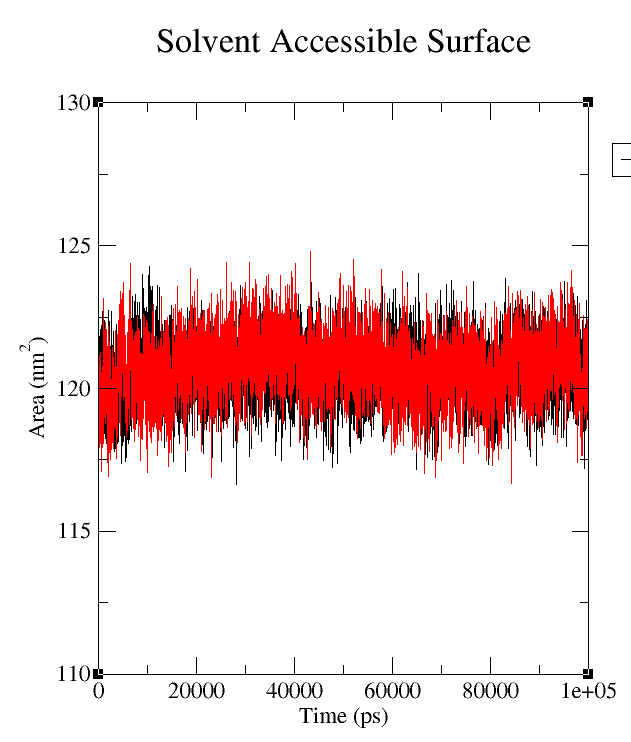 Solvent Accessible Surface
130
125
120
115
110
Area (nm²)
0 20000 40000 60000 80000 1e+05
Time (ps)